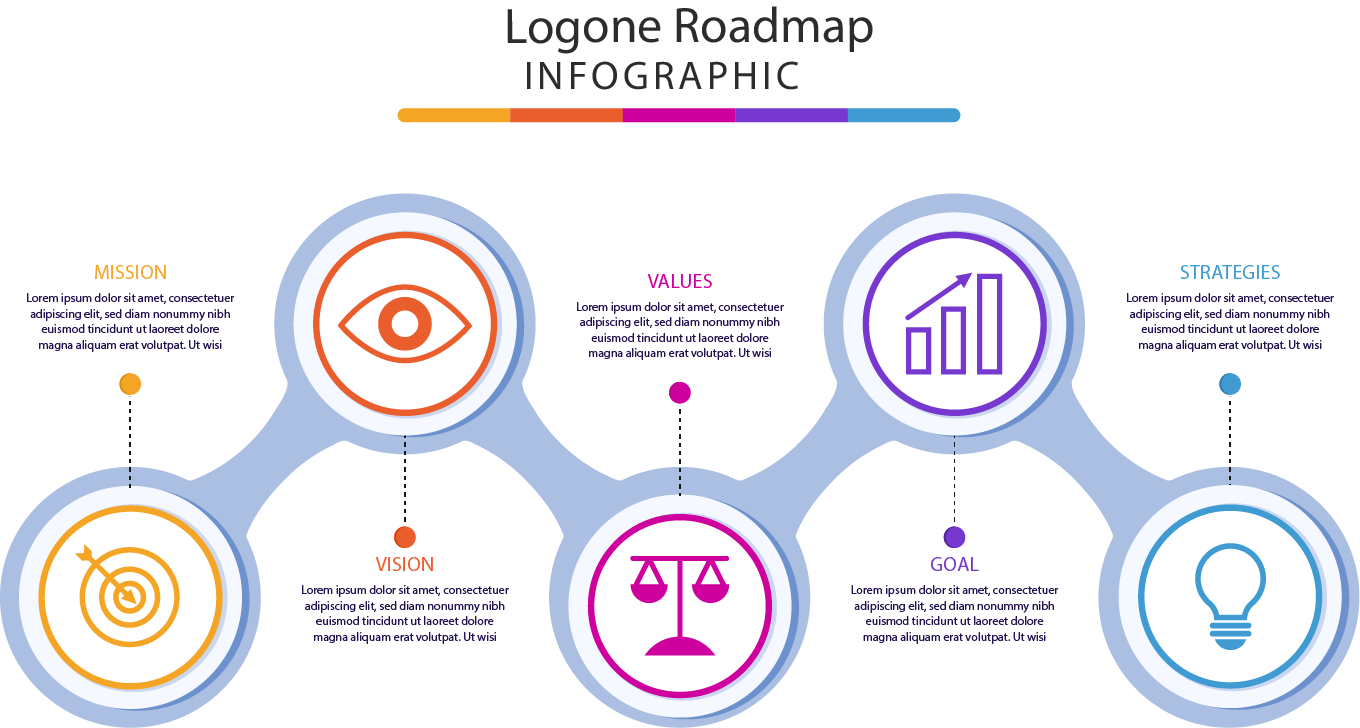 Logone Roadmap
INFOGRAPHIC
MISSION
Lorem ipsum dolor sit amet, consectetuer
adipiscing elit, sed diam nonummy nibh
euismod tincidunt ut laoreet dolore
magna aliquam erat volutpat. Ut wisi
VISION
Lorem ipsum dolor sit amet, consectetuer
adipiscing elit, sed diam nonummy nibh
euismod tincidunt ut laoreet dolore
magna aliquam erat volutpat. Ut wisi
VALUES
Lorem ipsum dolor sit amet, consectetuer
adipiscing elit, sed diam nonummy nibh
euismod tincidunt ut laoreet dolore
magna aliquam erat volutpat. Ut wisi
GOAL
Lorem ipsum dolor sit amet, consectetuer
adipiscing elit, sed diam nonummy nibh
euismod tincidunt ut laoreet dolore
magna aliquam erat volutpat. Ut wisi
STRATEGIES
Lorem ipsum dolor sit amet, consectetuer
adipiscing elit, sed diam nonummy nibh
euismod tincidunt ut laoreet dolore
magna aliquam erat volutpat. Ut wisi